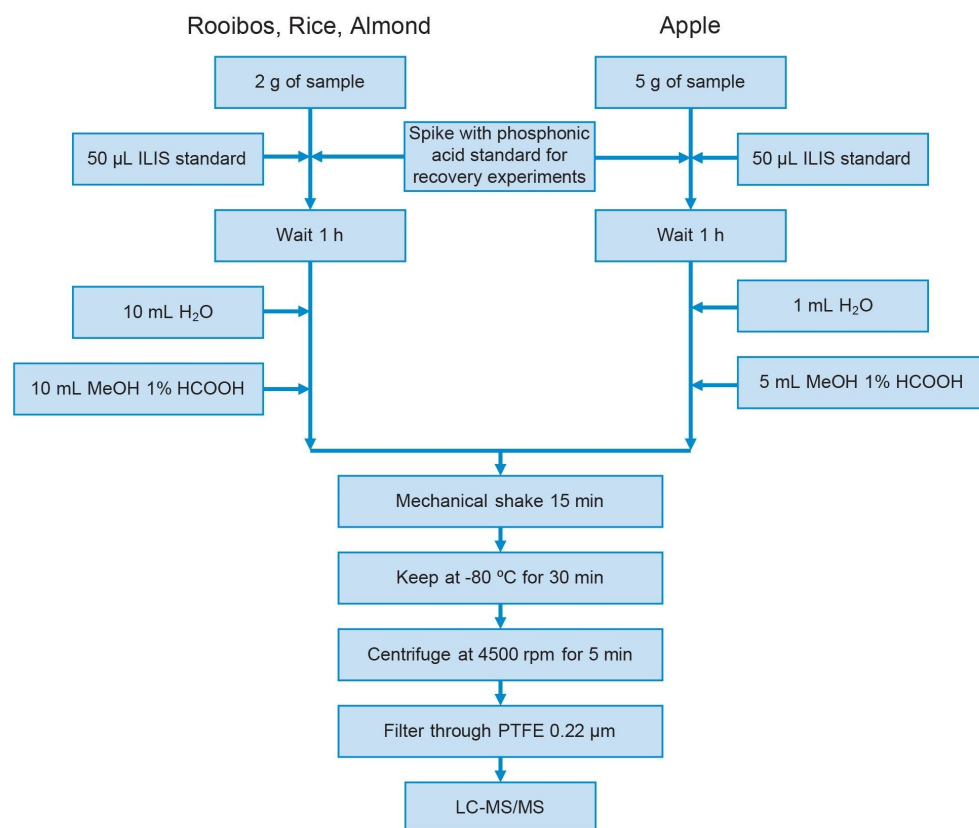 Rooibos, Rice, Almond
Apple
2 g of sample
5 g of sample
50 µL ILIS standard
Spike with phosphonic
acid standard for
recovery experiments
50 µL ILIS standard
Wait 1 h
Wait 1 h
10 mL H₂O
1 mL H₂O
10 mL MeOH 1% HCOOH
5 mL MeOH 1% HCOOH
Mechanical shake 15 min
Keep at -80 ºC for 30 min
Centrifuge at 4500 rpm for 5 min
Filter through PTFE 0.22 µm
LC-MS/MS